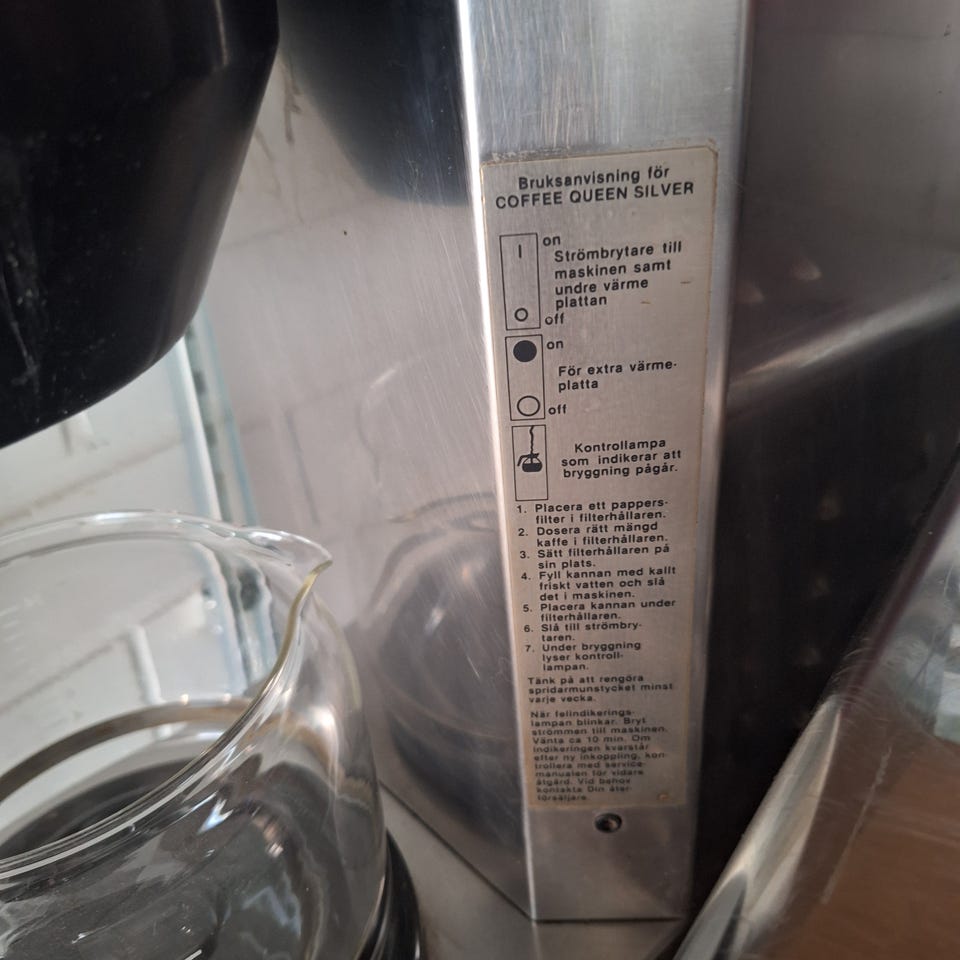 Bruksanvisning för
COFFEE QUEEN SILVER
on
Strömbrytare till
maskinen samt
undre värme
plattan
off
on
För extra värme-
platta
off
Kontrollampa
som indikerar att
bryggning pågår.
1. Placera ett pappers-
filter i filterhållaren.
2. Dosera rätt mängd
kaffe i filterhållaren.
3. Sätt filterhållaren på
sin plats.
4. Fyll kannan med kallt
friskt vatten och slå
det i maskinen.
5. Placera kannan under
filterhållaren.
6. Slå till strömbry-
taren.
7. Under bryggning
lyser kontroll-
lampan.
Tänk på att rengöra
spridarmunstycket minst
varje vecka.
När felindikerings-
lampan blinkar. Bryt
strömmen till maskinen.
Vänta ca 10 min. Om
indikeringen kvarstår
efter ny inkoppling, kon-
trollera med service-
manualen för vidare
åtgärd. Vid behov
kontakta Din åter-
försäljare.